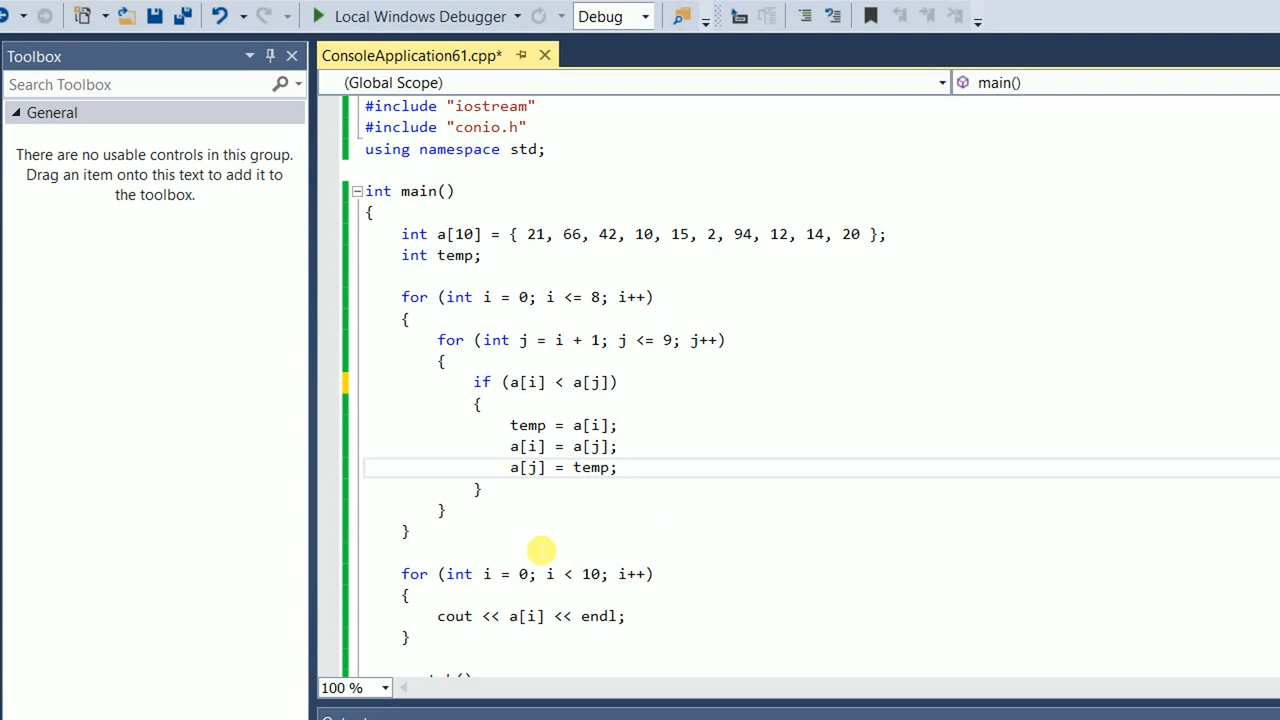 Local Windows Debugger
Debug
Toolbox
ConsoleApplication61.cpp*
Search Toolbox
(Global Scope)
main()
General
There are no usable controls in this group.
Drag an item onto this text to add it to
the toolbox.
#include "iostream"
#include "conio.h"
using namespace std;
int main()
{
int a[10] = { 21, 66, 42, 10, 15, 2, 94, 12, 14, 20 };
int temp;
for (int i = 0; i <= 8; i++)
{
for (int j = i + 1; j <= 9; j++)
{
if (a[i] < a[j])
{
temp = a[i];
a[i] = a[j];
a[j] = temp;
}
}
}
for (int i = 0; i < 10; i++)
{
cout << a[i] << endl;
}
100 %